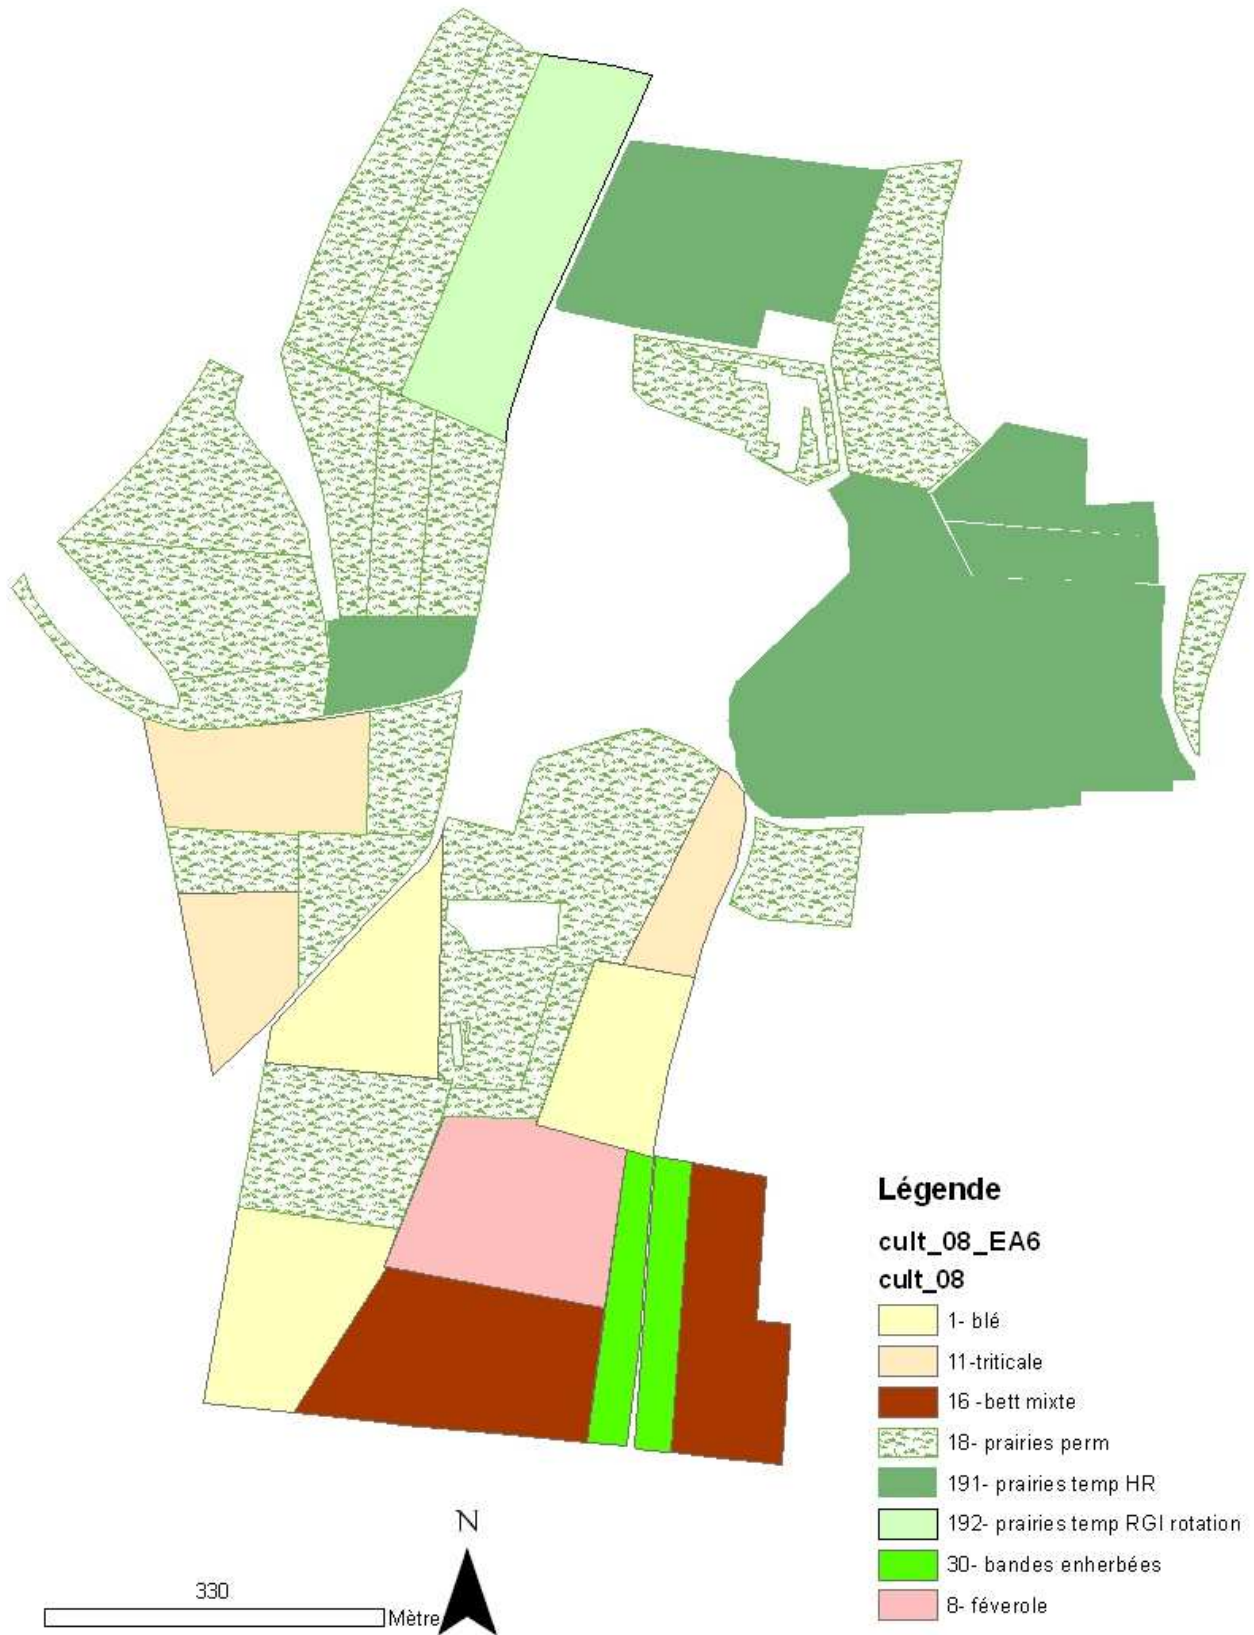 Légende
cult_08_EA6
cult_08
1- blé
11-triticale
16 -bett mixte
18- prairies perm
191- prairies temp HR
192- prairies temp RGI rotation
30- bandes enherbées
8- féverole
N
330
Mètre